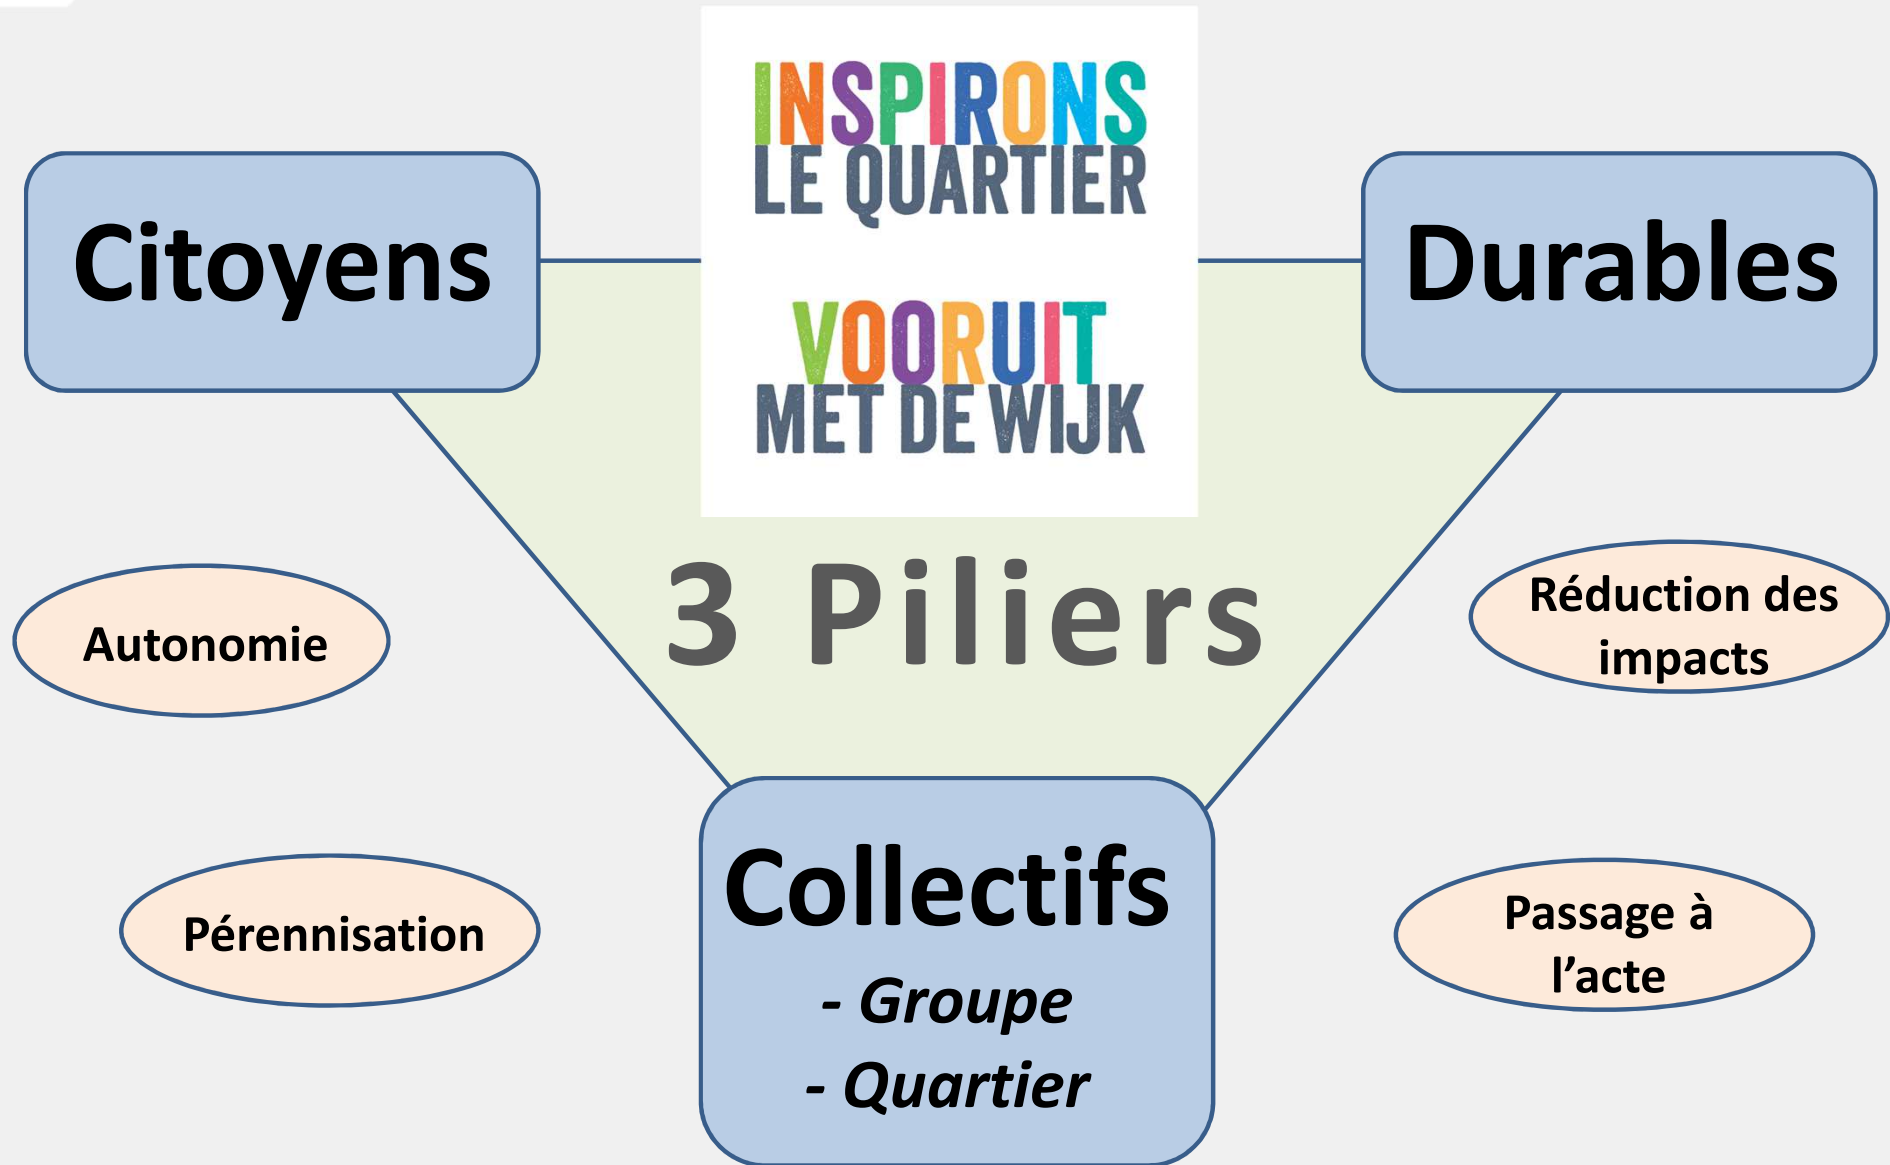 INSPIRONS
LE QUARTIER
VOORUIT
MET DE WIJK
Citoyens
Durables
3 Piliers
Autonomie
Réduction des
impacts
Pérennisation
Collectifs
- Groupe
- Quartier
Passage à
l’acte